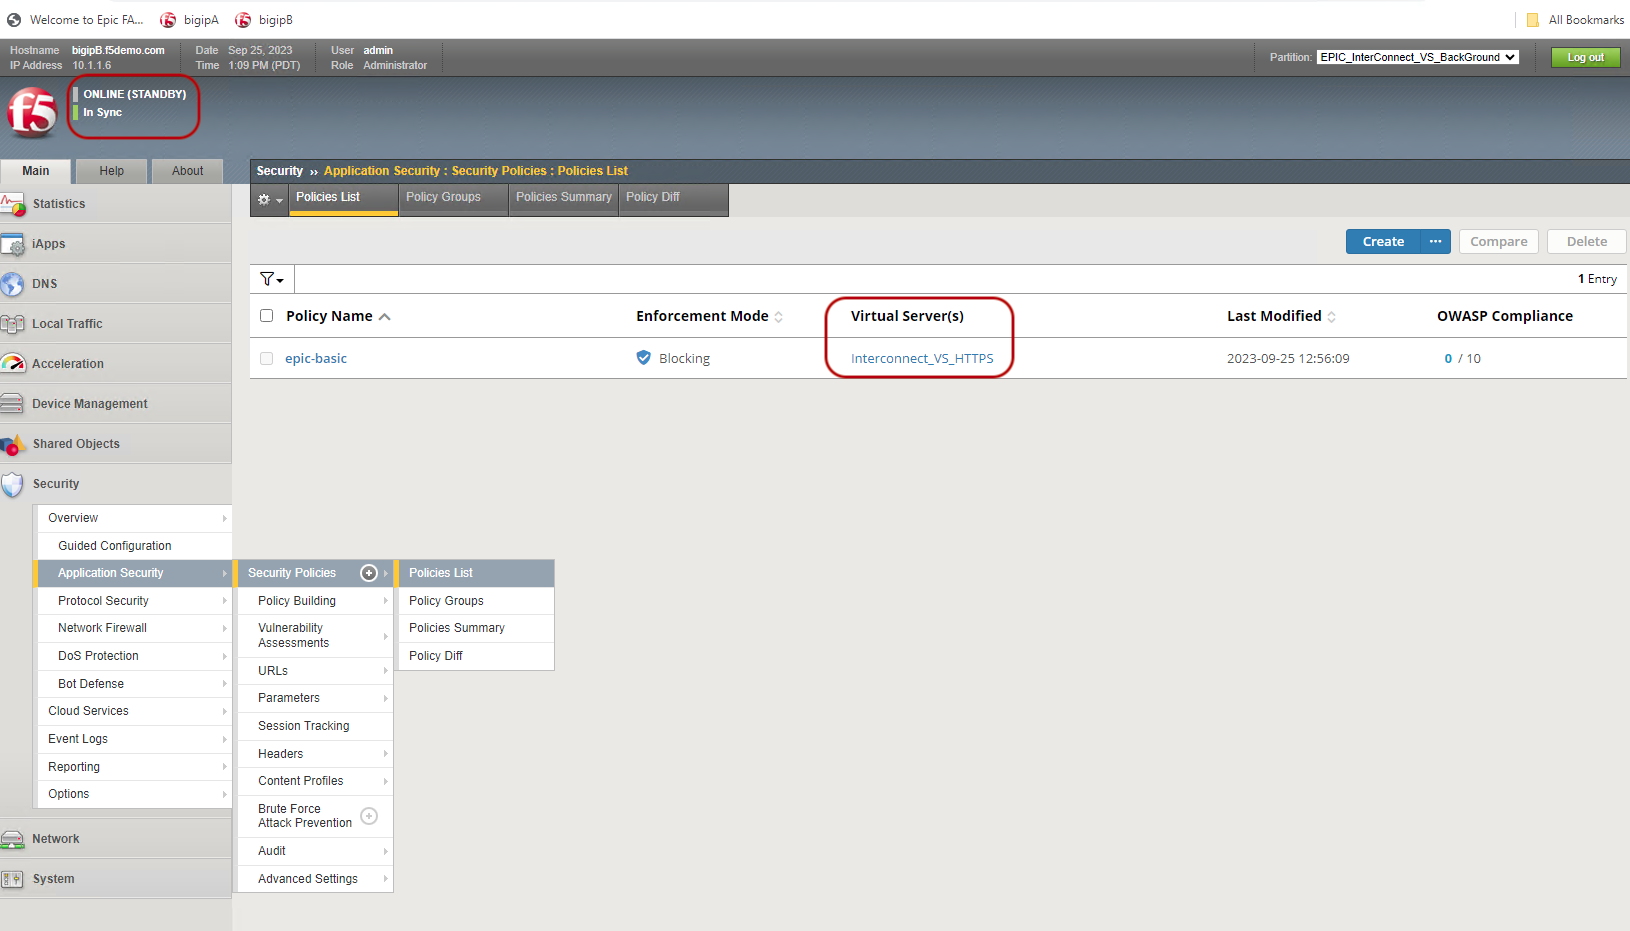 Welcome to Epic FA... bigipA bigipB All Bookmarks
Hostname bigipB.f5demo.com Date Sep 25, 2023 User admin
IP Address 10.1.1.6 Time 1:09 PM (PDT) Role Administrator
Partition: EPIC_InterConnect_VS_BackGround Log out
f5
ONLINE (STANDBY)
In Sync
Main Help About
Security ›› Application Security : Security Policies : Policies List
Policies List Policy Groups Policies Summary Policy Diff
Create ... Compare Delete
1 Entry
Policy Name Enforcement Mode Virtual Server(s) Last Modified OWASP Compliance
epic-basic Blocking Interconnect_VS_HTTPS 2023-09-25 12:56:09 0 / 10
Statistics
iApps
DNS
Local Traffic
Acceleration
Device Management
Shared Objects
Security
Overview
Guided Configuration
Application Security
Protocol Security
Network Firewall
DoS Protection
Bot Defense
Cloud Services
Event Logs
Reporting
Options
Network
System
Security Policies
Policy Building
Vulnerability
Assessments
URLs
Parameters
Session Tracking
Headers
Content Profiles
Brute Force
Attack Prevention
Audit
Advanced Settings
Policies List
Policy Groups
Policies Summary
Policy Diff